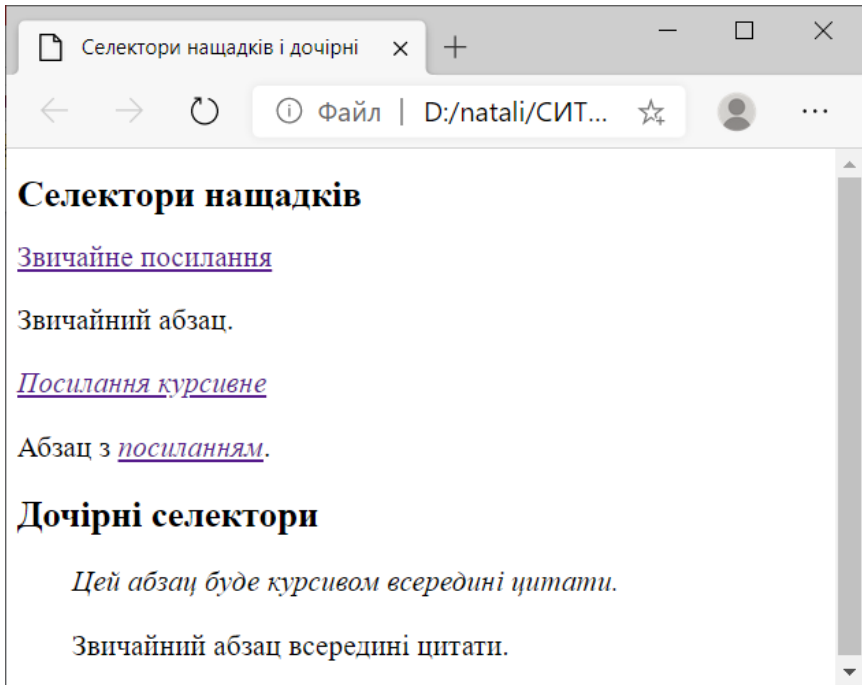 Селектори нащадків і дочірні
Файл | D:/natali/СИТ...
Селектори нащадків
Звичайне посилання
Звичайний абзац.
Посилання курсивне
Абзац з посиланням.
Дочірні селектори
Цей абзац буде курсивом всередині цитати.
Звичайний абзац всередині цитати.